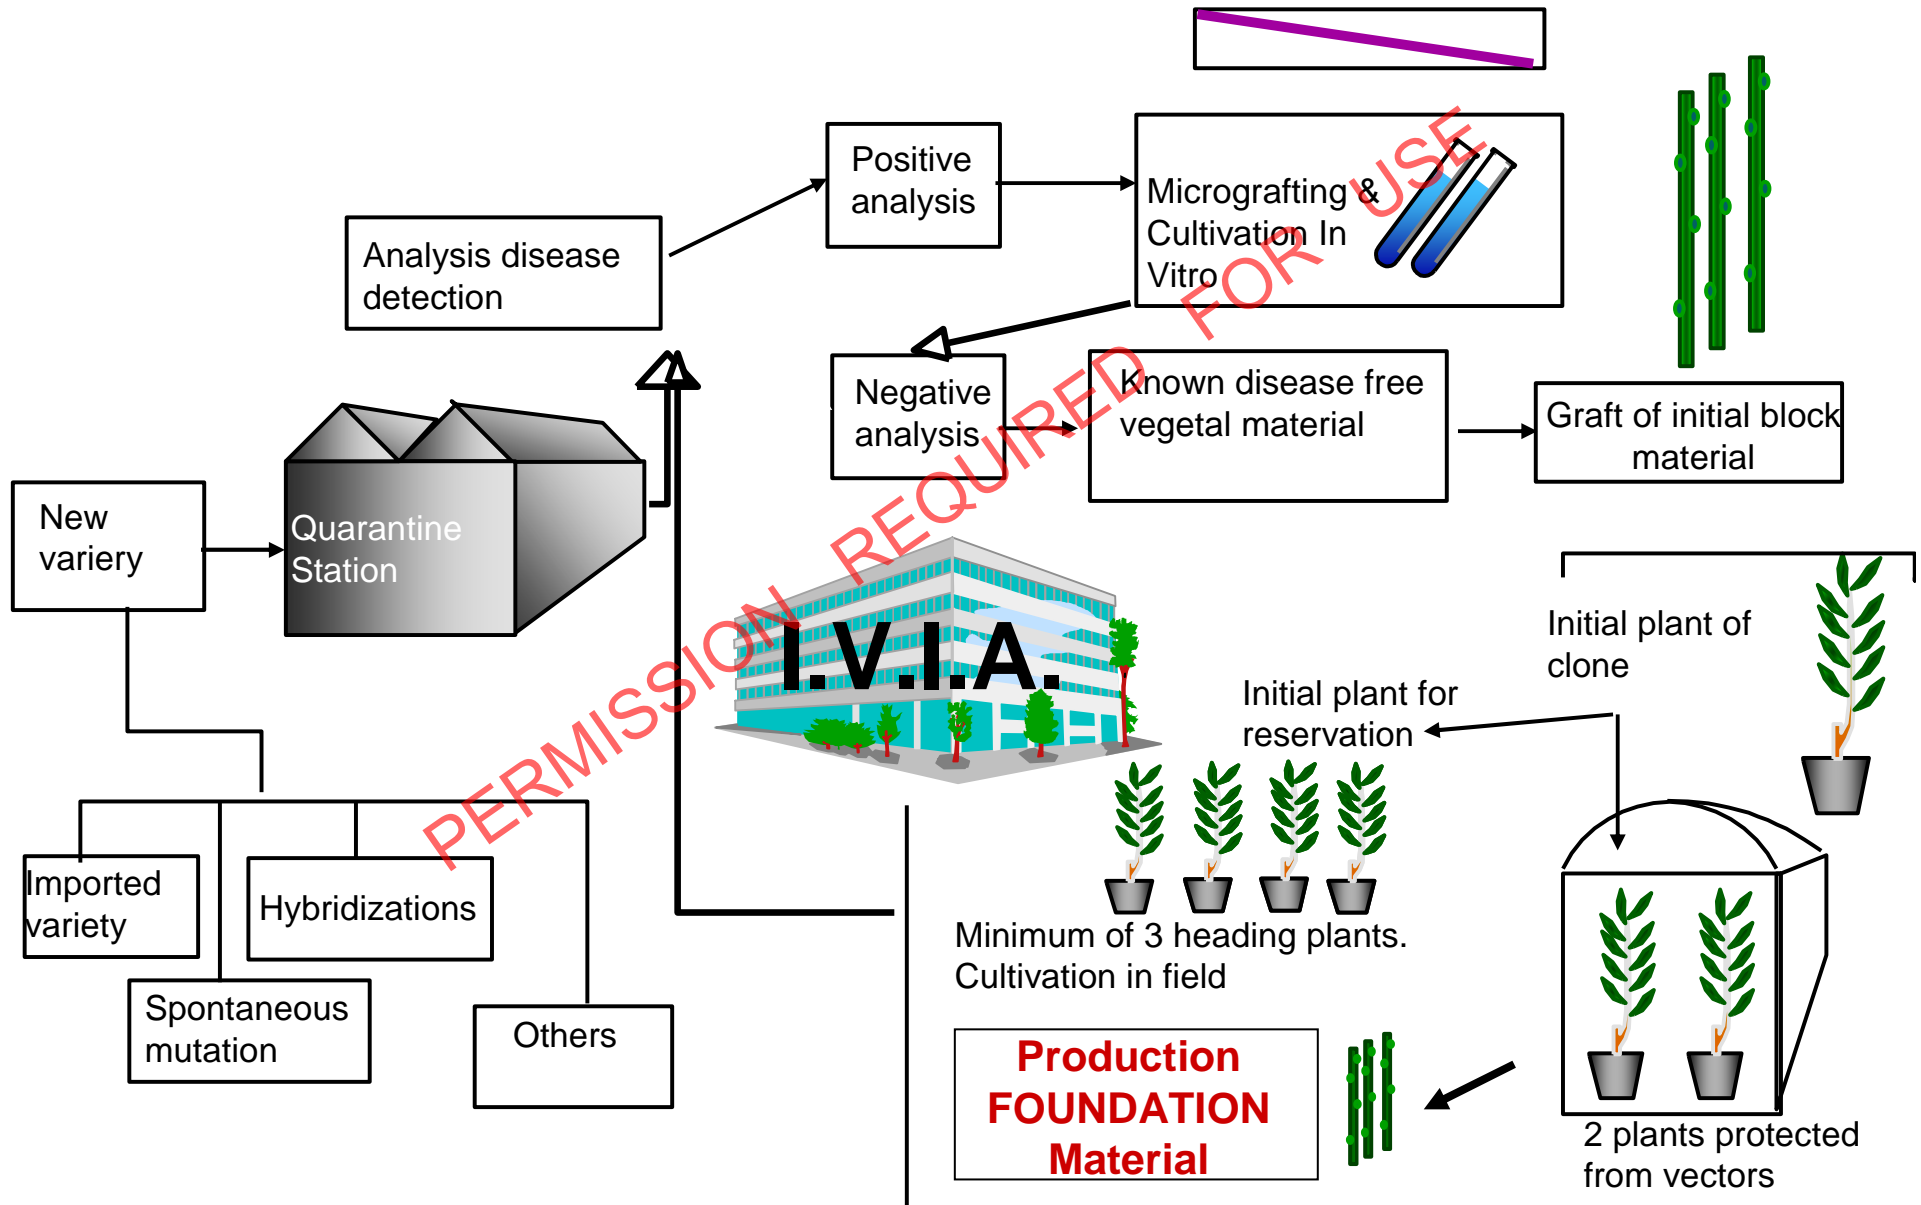 Positive
analysis
Micrografting &
Cultivation In
Vitro
Analysis disease
detection
Negative
analysis
Known disease free
vegetal material
Graft of initial block
material
New
variery
Quarantine
Station
I.V.I.A.
Initial plant of
clone
Initial plant for
reservation
Imported
variety
Hybridizations
Spontaneous
mutation
Others
Minimum of 3 heading plants.
Cultivation in field
Production
FOUNDATION
Material
2 plants protected
from vectors
PERMISSION REQUIRED FOR USE